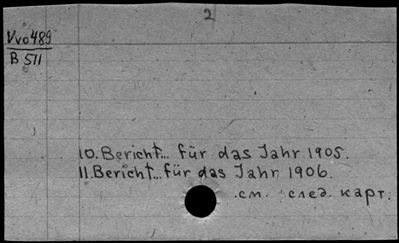 2
Vvo489
B 511
10. Bericht... für das Jahr 1905.
11. Bericht... für das Jahr 1906.
см. след. карт.